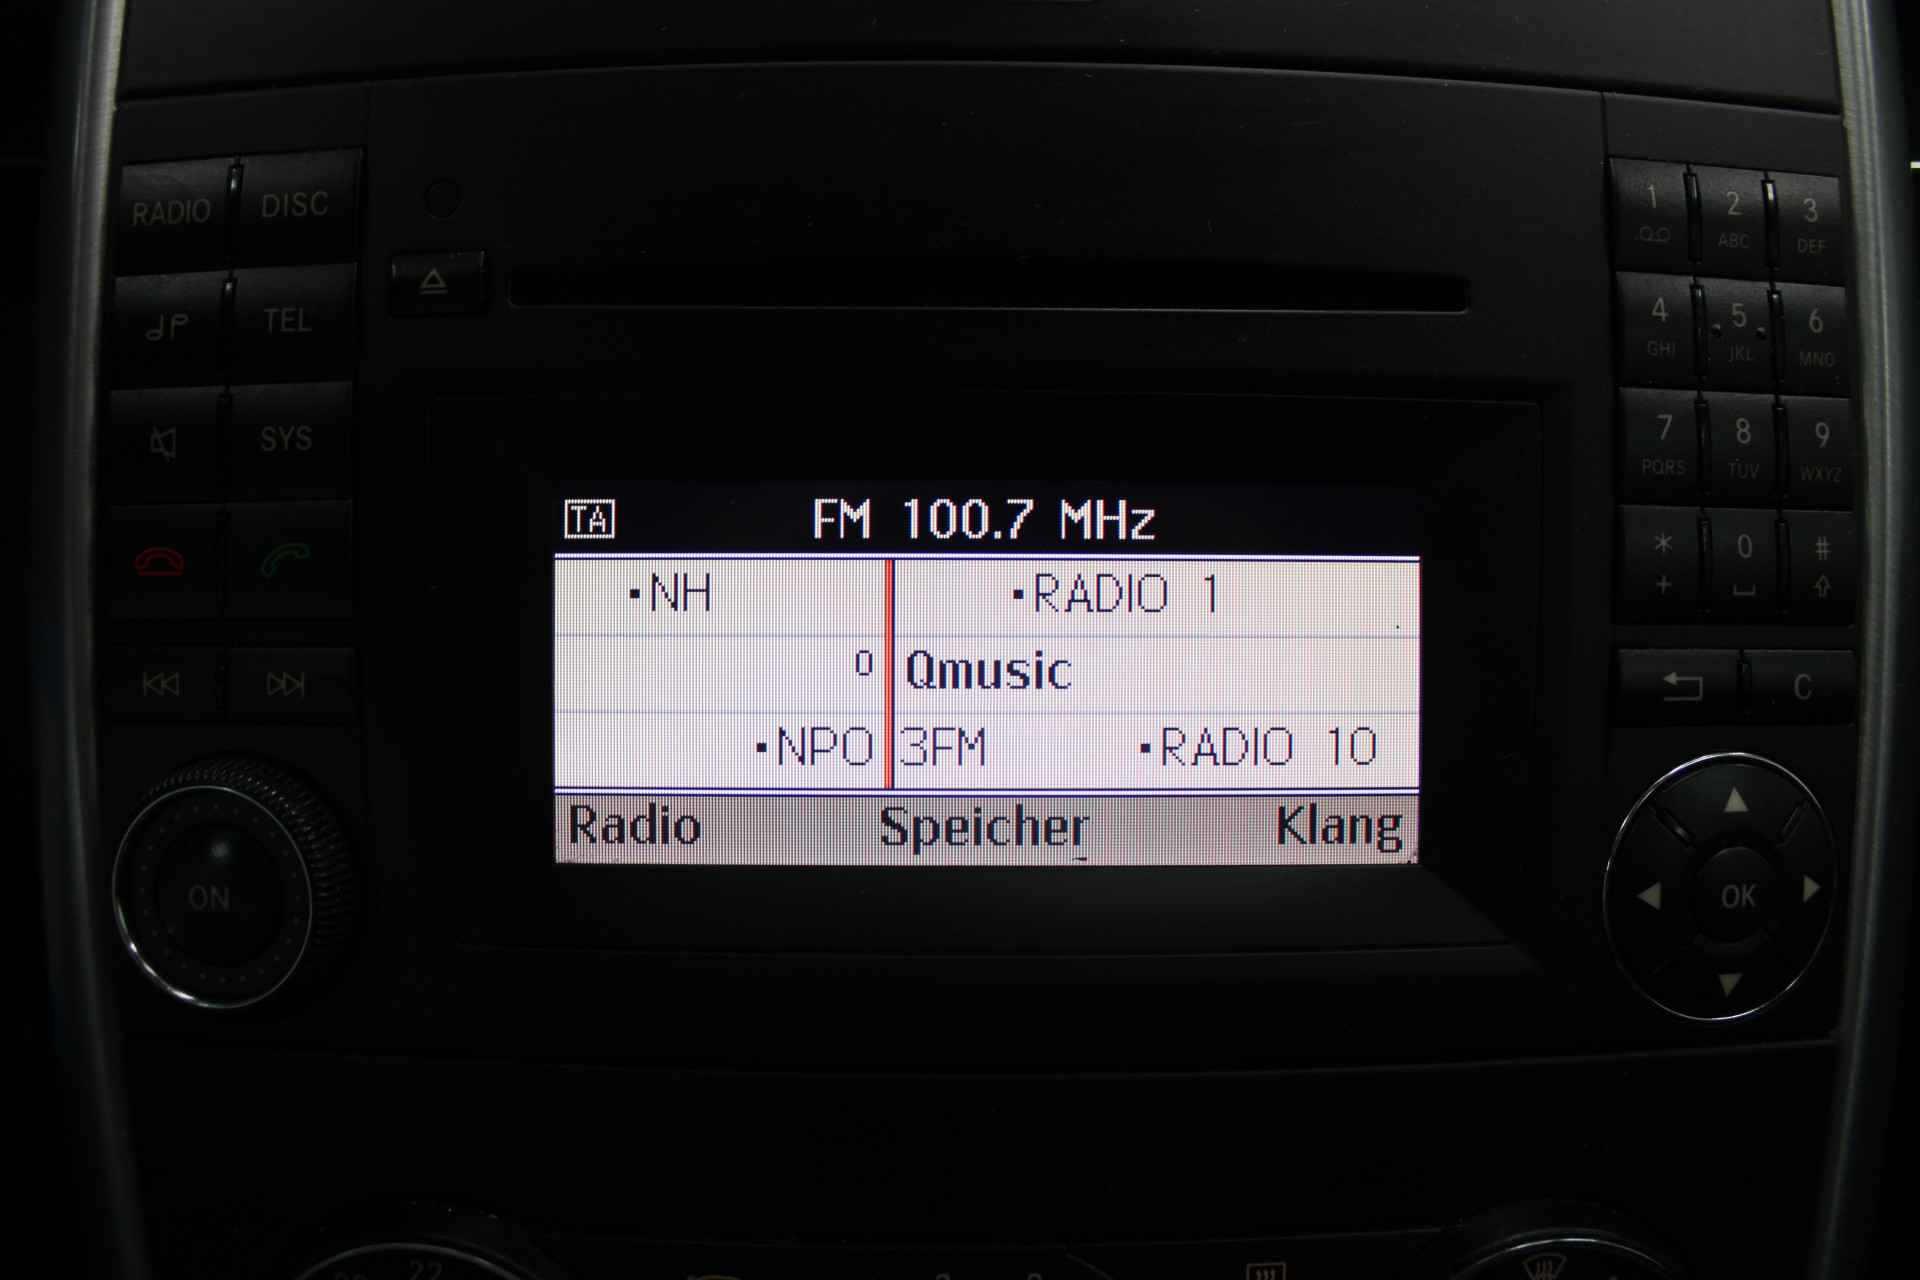 RADIO DISC
TEL
SYS
ON
TA FM 100.7 MHz
·NH ·RADIO 1
0 Qmusic
·NPO 3FM ·RADIO 10
Radio Speicher Klang
1 2 3
ABC DEF
4 5 6
GHI JKL MNO
7 8 9
PQRS TUV WXYZ
* 0 #
+
C
OK
22